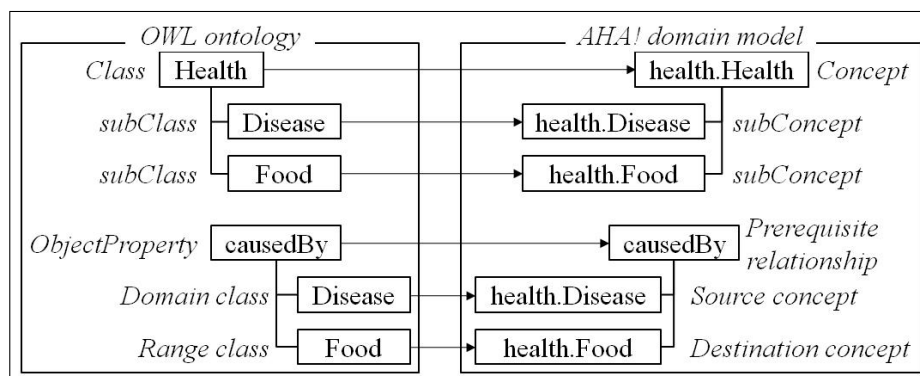 OWL ontology AHA! domain model
Class Health health.Health Concept
subClass Disease health.Disease subConcept
subClass Food health.Food subConcept
ObjectProperty causedBy causedBy Prerequisite
relationship
Domain class Disease health.Disease Source concept
Range class Food health.Food Destination concept